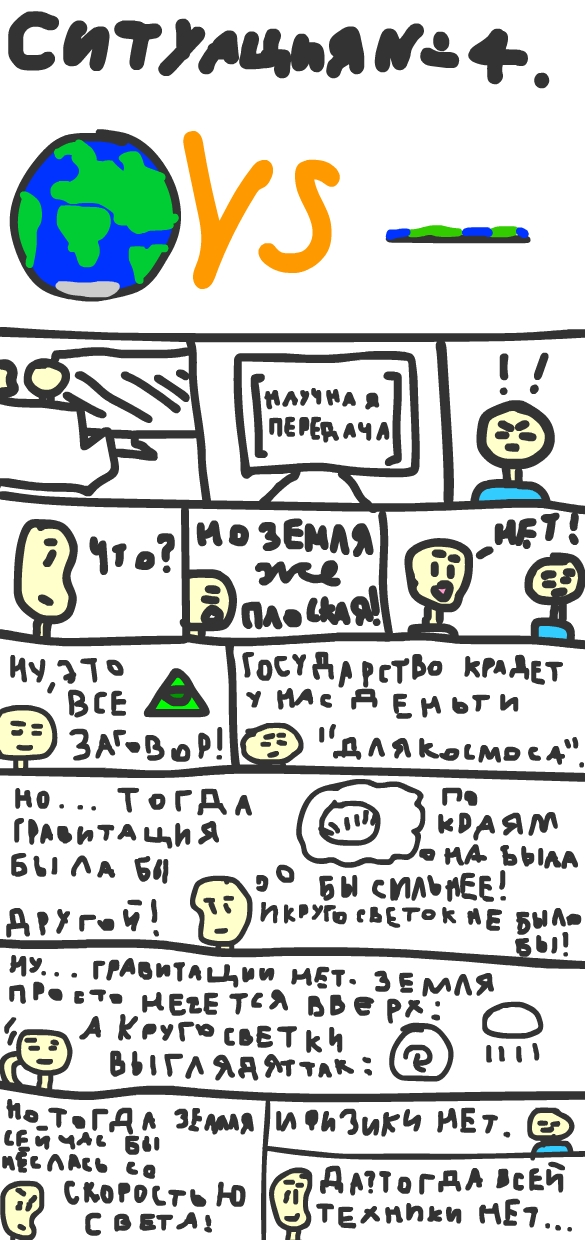 СИТУАЦИЯ №4.
VS
[НАУЧНАЯ
ПЕРЕДАЧА]
!!
ЧТО?
НО ЗЕМЛЯ
ЖЕ
ПЛОСКАЯ!
НЕТ!
НУ, ЭТО
ВСЕ
ЗАГОВОР!
ГОСУДАРСТВО КРАДЕТ
У НАС ДЕНЬГИ
"ДЛЯ КОСМОСА".
НО... ТОГДА
ГРАВИТАЦИЯ
БЫЛА БЫ
ДРУГОЙ!
ПО
КРАЯМ
ОНА БЫЛА
БЫ СИЛЬНЕЕ!
И КРУГОСВЕТОК НЕ БЫЛО
БЫ!
НУ... ГРАВИТАЦИИ НЕТ. ЗЕМЛЯ
ПРОСТО НЕСЕТСЯ ВВЕРХ:
А КРУГОСВЕТКИ
ВЫГЛЯДЯТ ТАК:
НО ТОГДА ЗЕМЛЯ
СЕЙЧАС БЫ
НЕСЛАСЬ СО
СКОРОСТЬЮ
СВЕТА!
И ФИЗИКИ НЕТ.
ДА? ТОГДА ВСЕЙ
ТЕХНИКИ НЕТ...